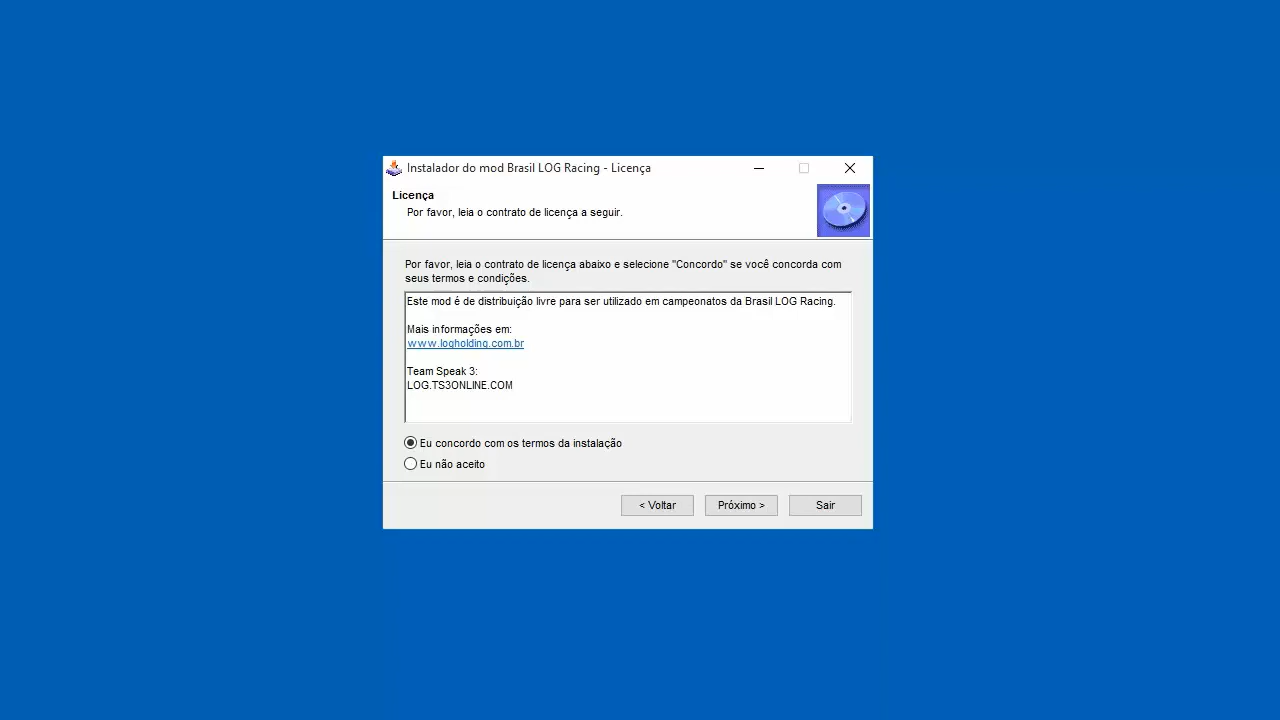 Instalador do mod Brasil LOG Racing - Licença
Licença
Por favor, leia o contrato de licença a seguir.
Por favor, leia o contrato de licença abaixo e selecione "Concordo" se você concorda com
seus termos e condições.
Este mod é de distribuição livre para ser utilizado em campeonatos da Brasil LOG Racing.
Mais informações em:
www.logholding.com.br
Team Speak 3:
LOG.TS3ONLINE.COM
Eu concordo com os termos da instalação
Eu não aceito
< Voltar
Próximo >
Sair